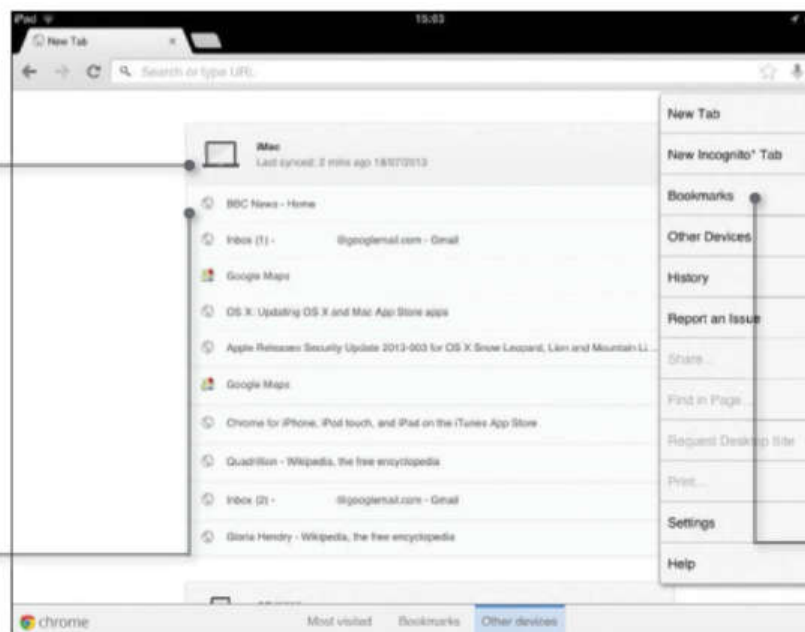 iPad
15:03
New Tab
Search or type URL
iMac
Last synced: 2 mins ago 18/07/2013
BBC News - Home
Inbox (1) - @googlemail.com - Gmail
Google Maps
OS X: Updating OS X and Mac App Store apps
Apple Releases Security Update 2013-003 for OS X Snow Leopard, Lion and Mountain Li...
Google Maps
Chrome for iPhone, iPod touch, and iPad on the iTunes App Store
Quadrillion - Wikipedia, the free encyclopedia
Inbox (2) - @googlemail.com - Gmail
Gloria Hendry - Wikipedia, the free encyclopedia
New Tab
New Incognito* Tab
Bookmarks
Other Devices
History
Report an Issue
Share...
Find in Page...
Request Desktop Site
Print...
Settings
Help
chrome
Most visited
Bookmarks
Other devices